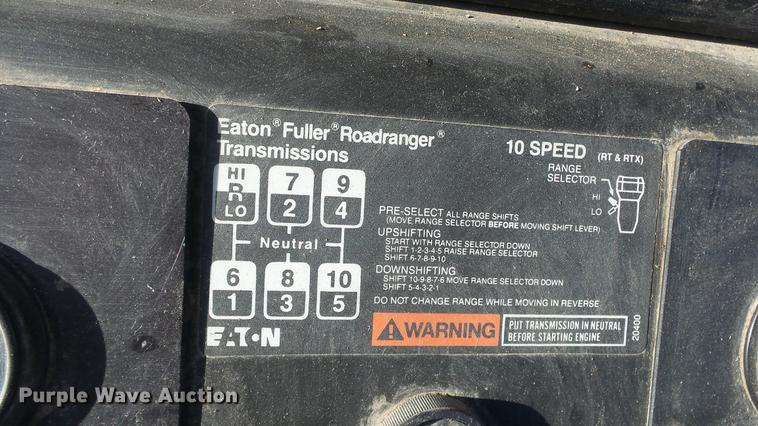 Eaton® Fuller® Roadranger®
Transmissions
10 SPEED (RT & RTX)
HI 7 9
R
LO 2 4
Neutral
6 8 10
1 3 5
EATON
RANGE
SELECTOR
HI
LO
PRE-SELECT ALL RANGE SHIFTS
(MOVE RANGE SELECTOR BEFORE MOVING SHIFT LEVER)
UPSHIFTING
START WITH RANGE SELECTOR DOWN
SHIFT 1-2-3-4-5 RAISE RANGE SELECTOR
SHIFT 6-7-8-9-10
DOWNSHIFTING
SHIFT 10-9-8-7-6 MOVE RANGE SELECTOR DOWN
SHIFT 5-4-3-2-1
DO NOT CHANGE RANGE WHILE MOVING IN REVERSE
WARNING
PUT TRANSMISSION IN NEUTRAL
BEFORE STARTING ENGINE
20400
Purple Wave Auction